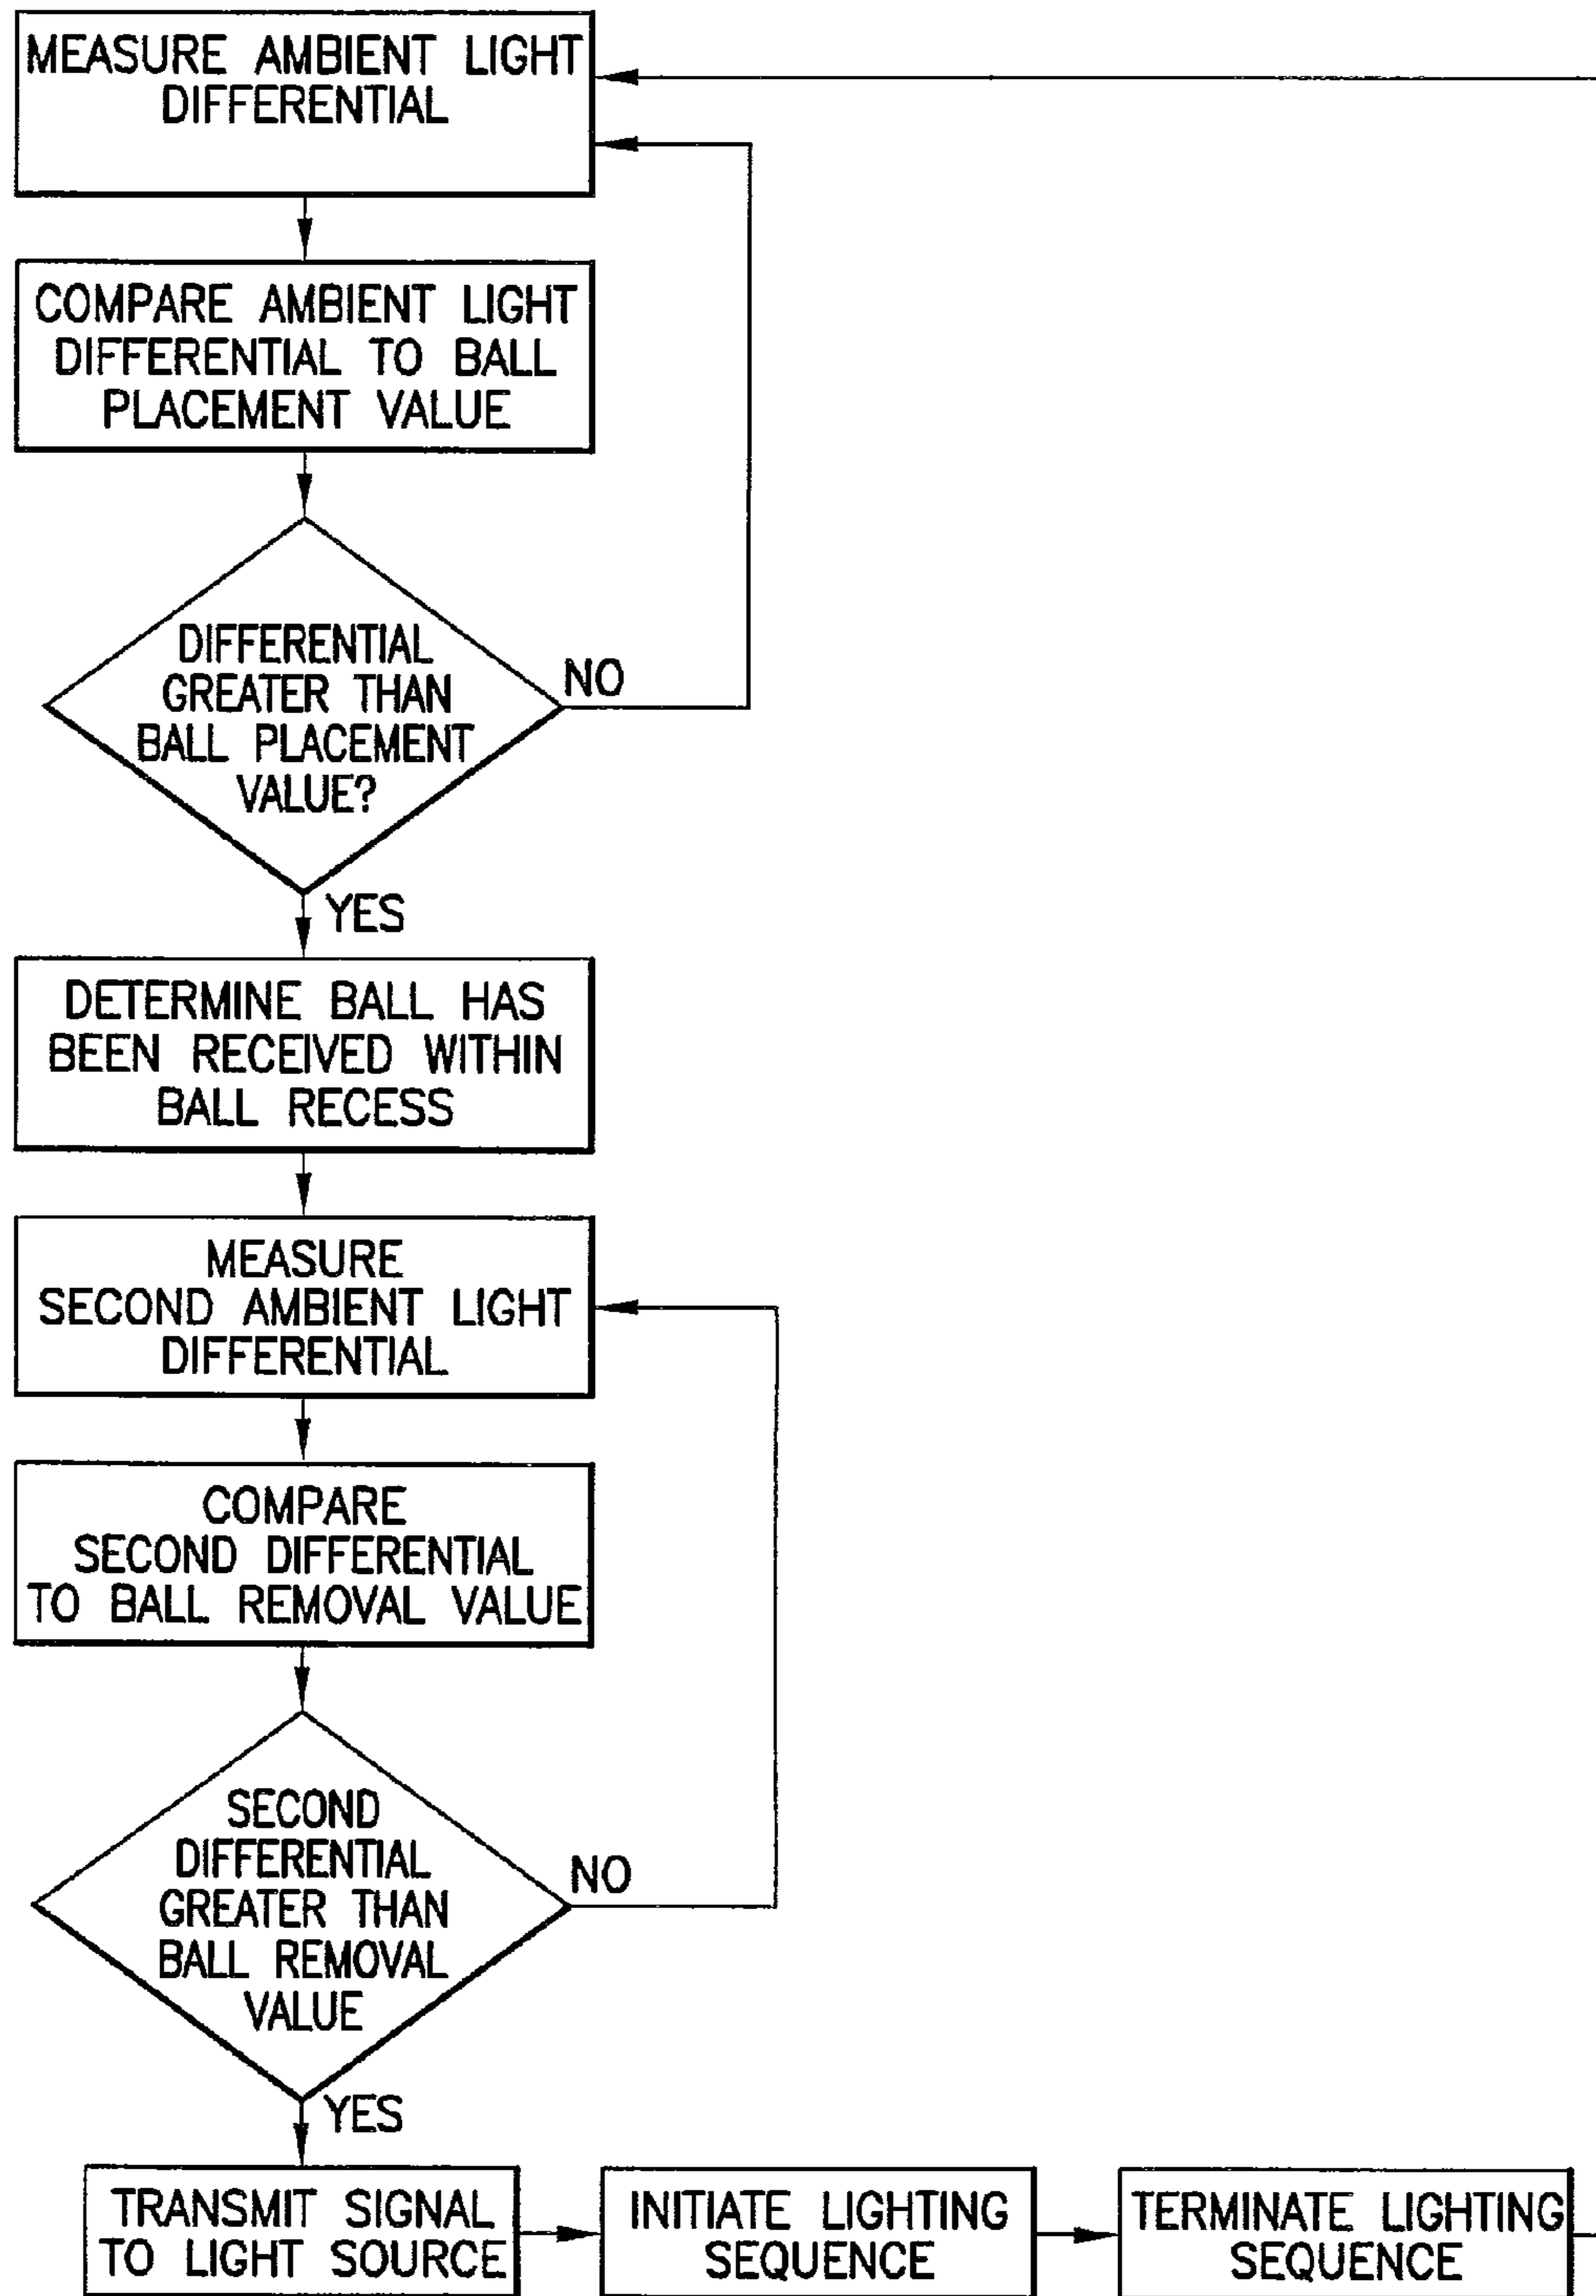 MEASURE AMBIENT LIGHT
DIFFERENTIAL
COMPARE AMBIENT LIGHT
DIFFERENTIAL TO BALL
PLACEMENT VALUE
DIFFERENTIAL
GREATER THAN
BALL PLACEMENT
VALUE?
NO
YES
DETERMINE BALL HAS
BEEN RECEIVED WITHIN
BALL RECESS
MEASURE
SECOND AMBIENT LIGHT
DIFFERENTIAL
COMPARE
SECOND DIFFERENTIAL
TO BALL REMOVAL VALUE
SECOND
DIFFERENTIAL
GREATER THAN
BALL REMOVAL
VALUE
NO
YES
TRANSMIT SIGNAL
TO LIGHT SOURCE
INITIATE LIGHTING
SEQUENCE
TERMINATE LIGHTING
SEQUENCE